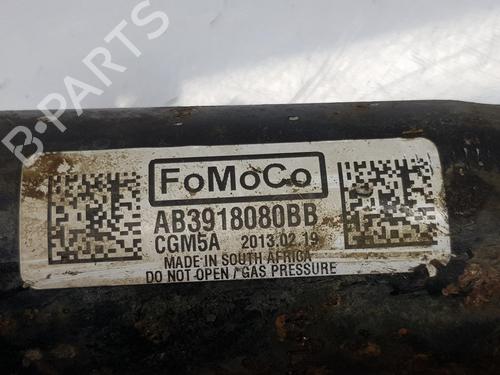 B-PARTS
FoMoCo
AB3918080BB
CGM5A 2013.02.19
MADE IN SOUTH AFRICA
DO NOT OPEN / GAS PRESSURE